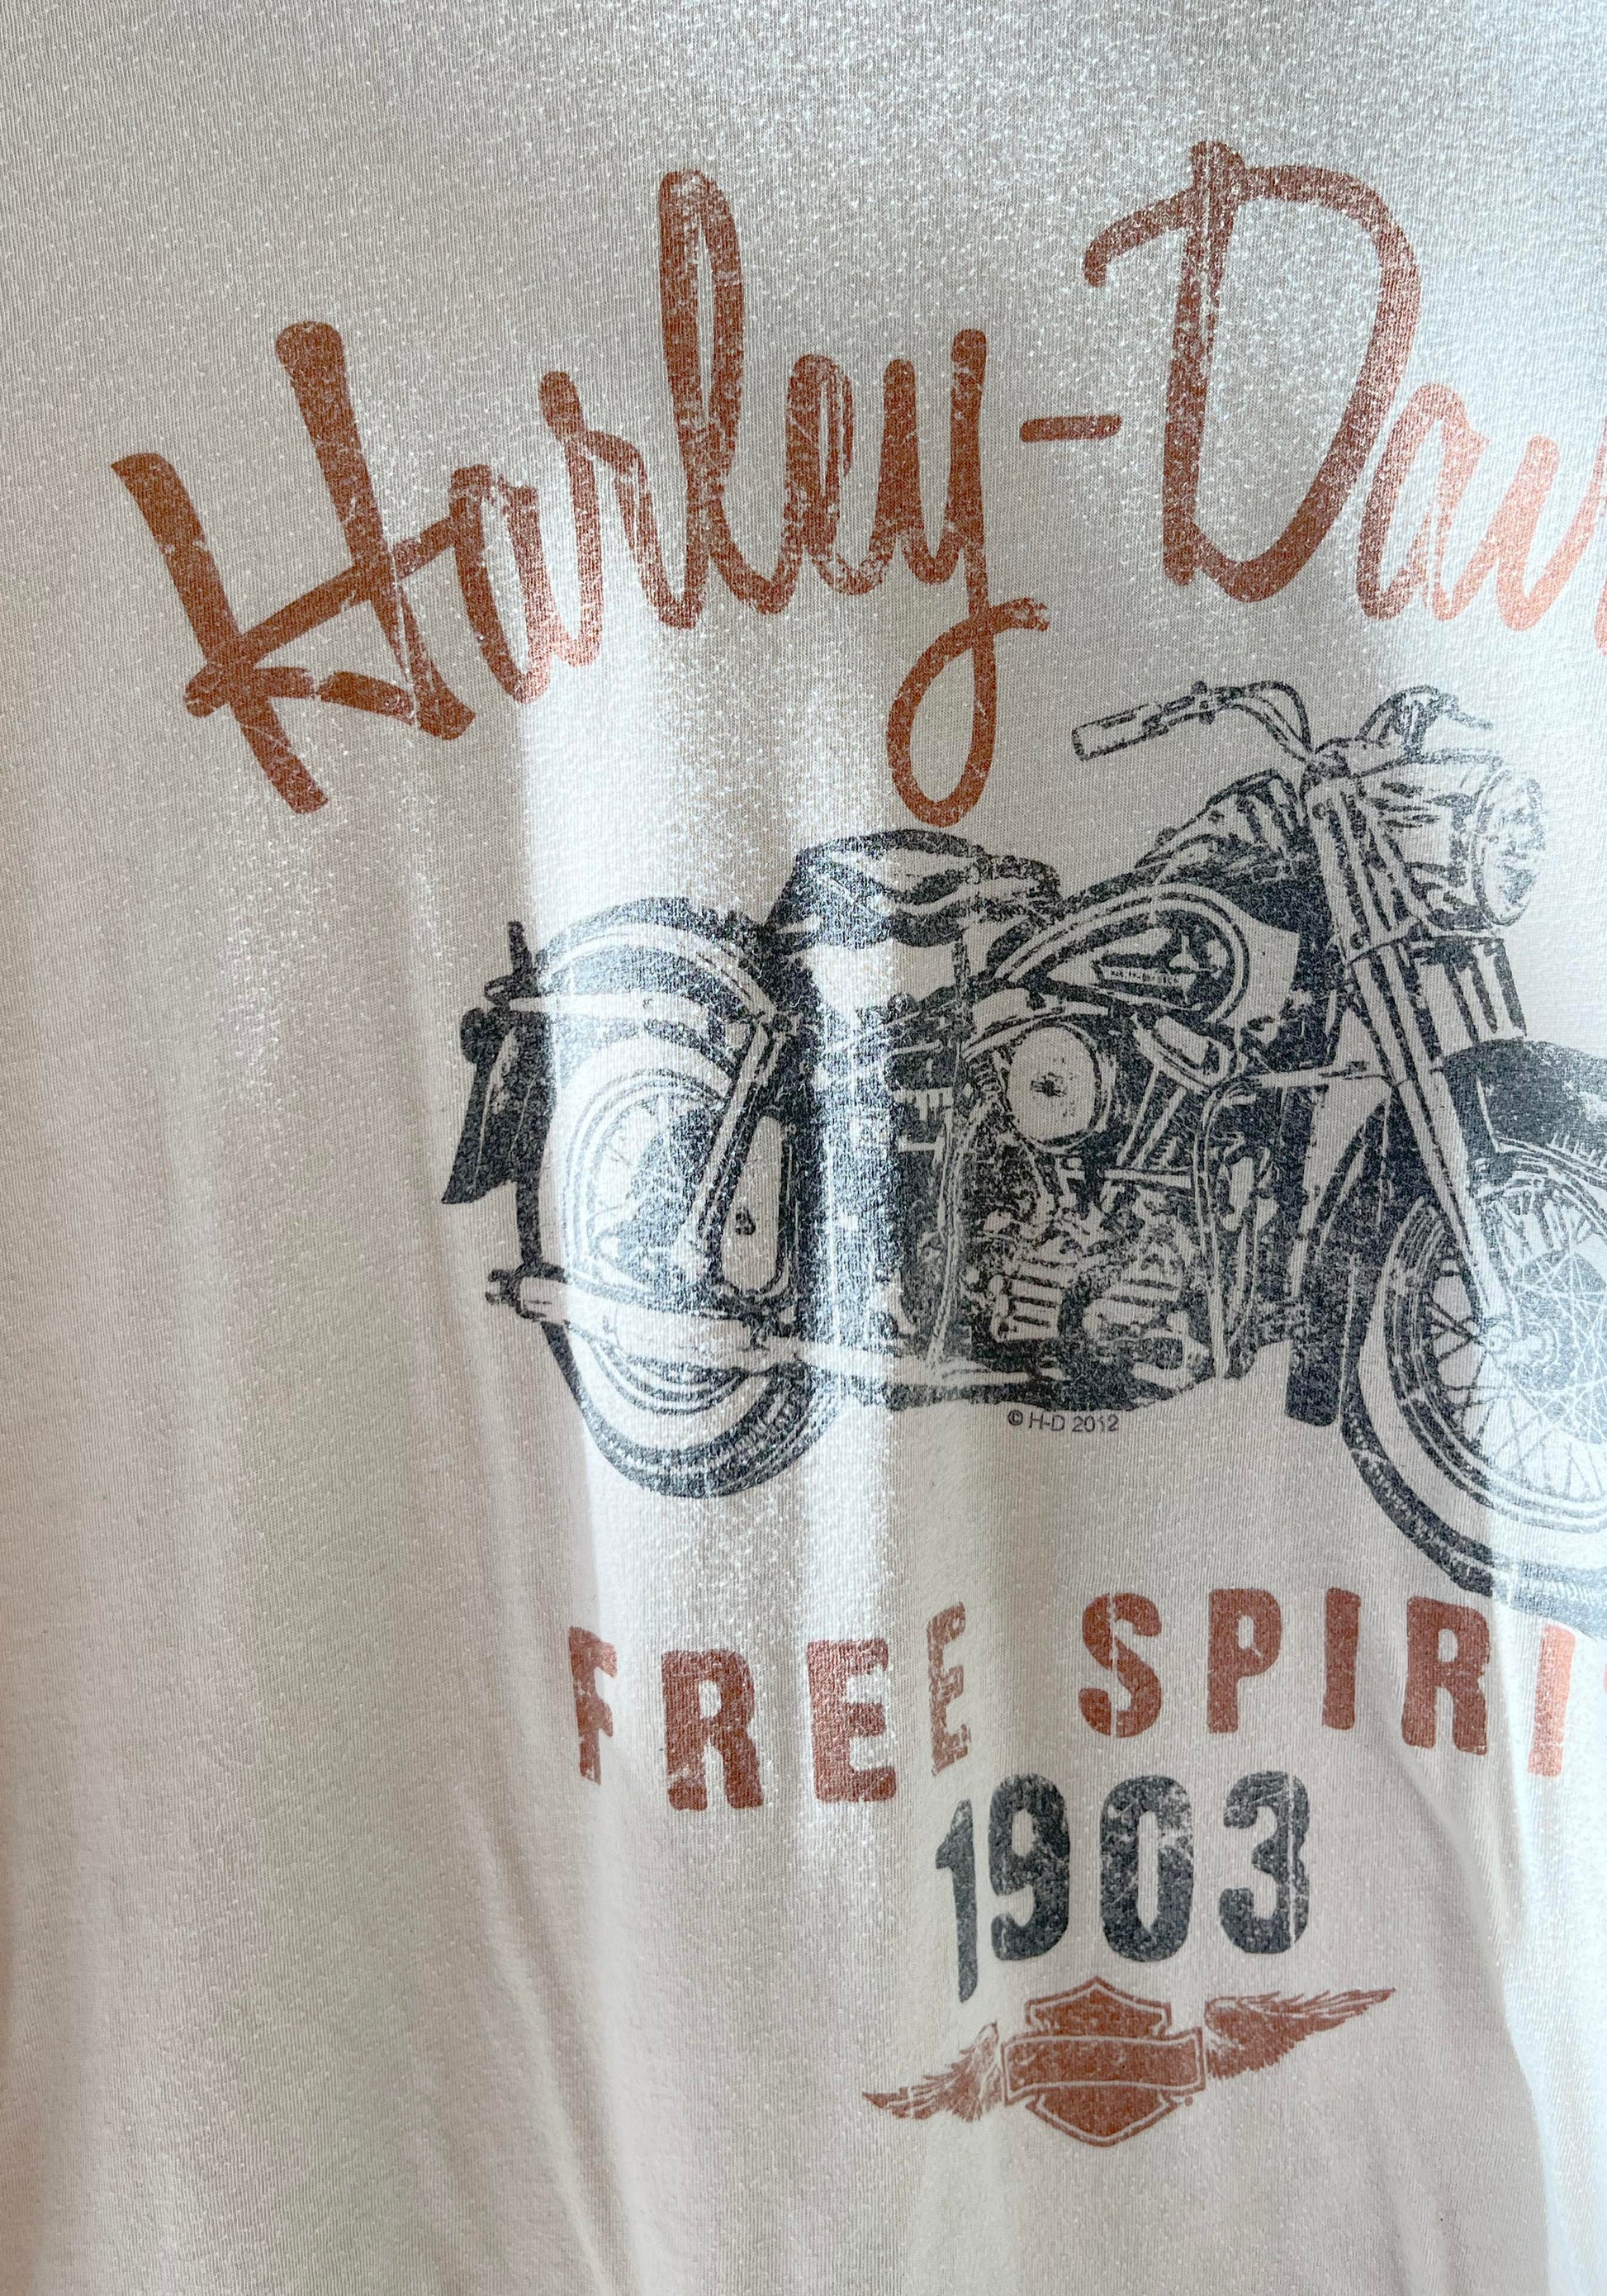 Harley-Dav
© H-D 2012
FREE SPIRI
1903